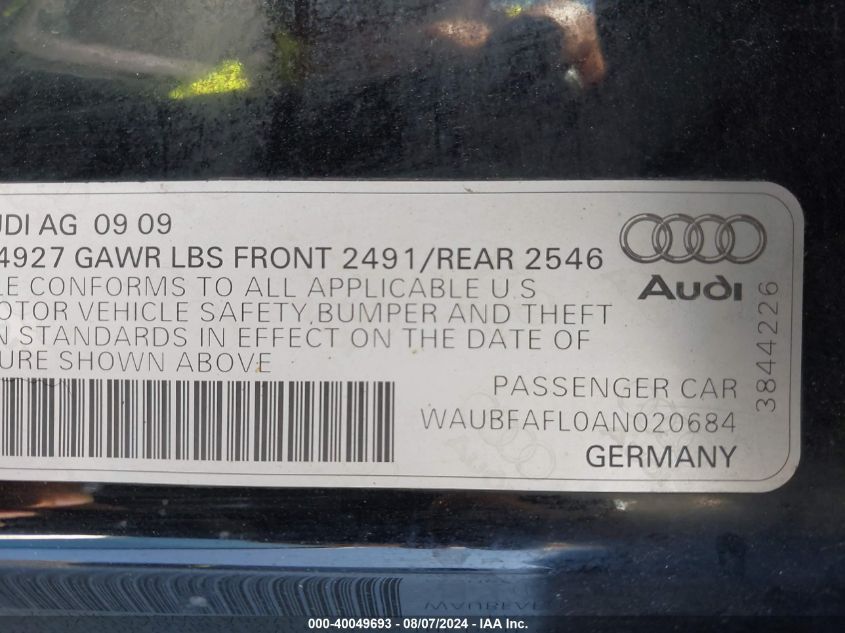 UDI AG 09 09
4927 GAWR LBS FRONT 2491/REAR 2546
LE CONFORMS TO ALL APPLICABLE U.S
OTOR VEHICLE SAFETY,BUMPER AND THEFT
N STANDARDS IN EFFECT ON THE DATE OF
URE SHOWN ABOVE
Audi
3844226
PASSENGER CAR
WAUBFAFL0AN020684
GERMANY
000-40049693 - 08/07/2024 - IAA Inc.